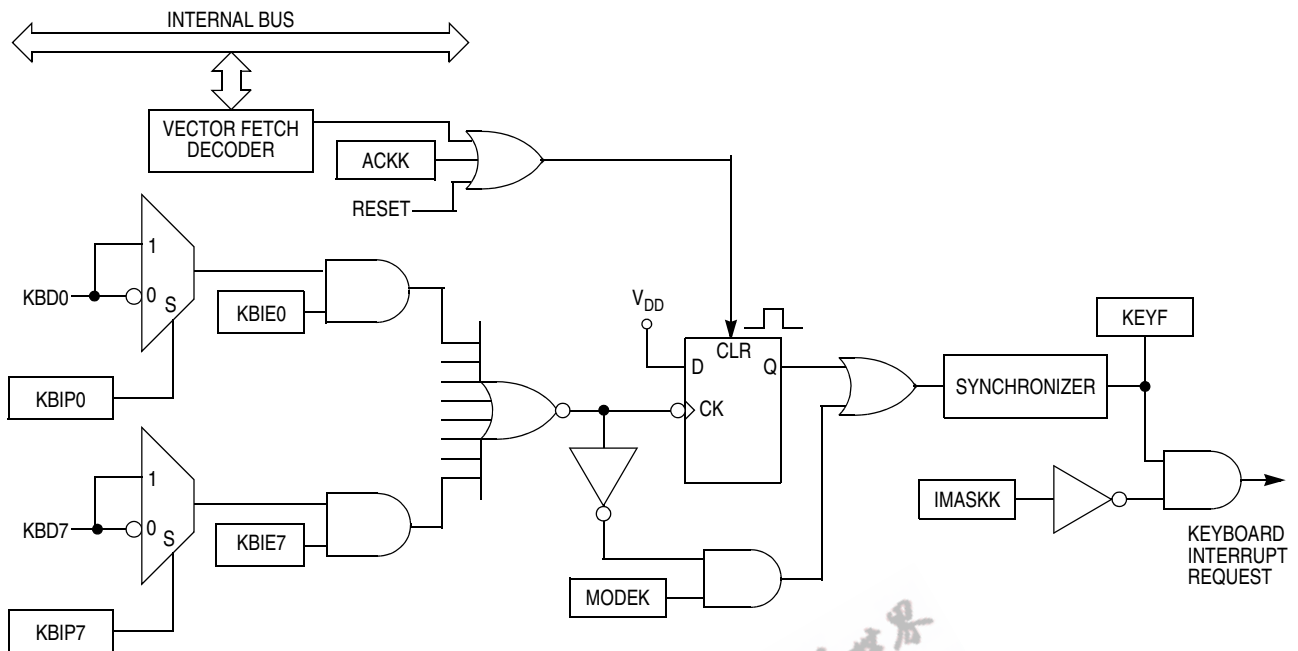 INTERNAL BUS
VECTOR FETCH
DECODER
ACKK
RESET
1
KBD0
0
S
KBIE0
KBIP0
VDD
CLR
D
Q
CK
KEYF
SYNCHRONIZER
1
KBD7
0
S
KBIE7
KBIP7
MODEK
IMASKK
KEYBOARD
INTERRUPT
REQUEST